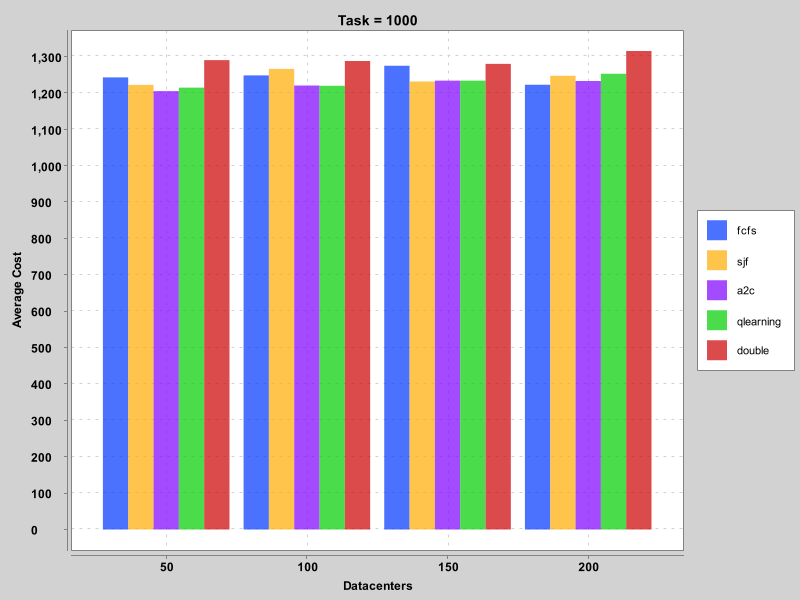 Task = 1000
1,300
1,200
1,100
1,000
900
800
700
600
500
400
300
200
100
0
Average Cost
50 100 150 200
Datacenters
fcfs
sjf
a2c
qlearning
double